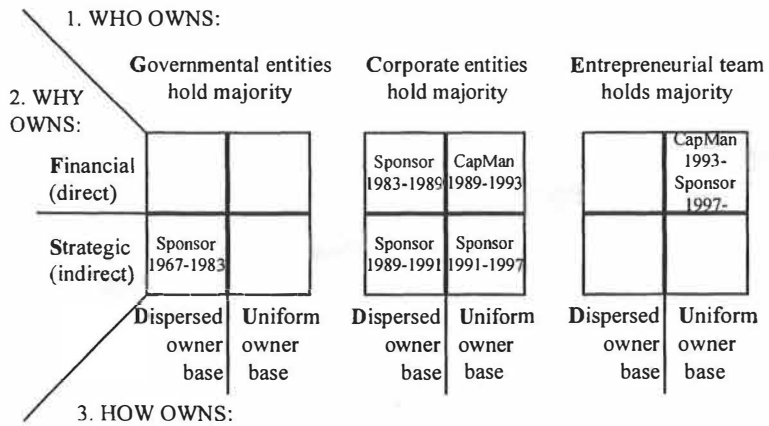 1. WHO OWNS:
Governmental entities
hold majority
Corporate entities
hold majority
Entrepreneurial team
holds majority
2. WHY
OWNS:
Financial
(direct)
Sponsor
1983-1989
CapMan
1989-1993
CapMan
1993-
Sponsor
1997-
Strategic
(indirect)
Sponsor
1967-1983
Sponsor
1989-1991
Sponsor
1991-1997
Dispersed
owner
base
Uniform
owner
base
Dispersed
owner
base
Uniform
owner
base
Dispersed
owner
base
Uniform
owner
base
3. HOW OWNS: